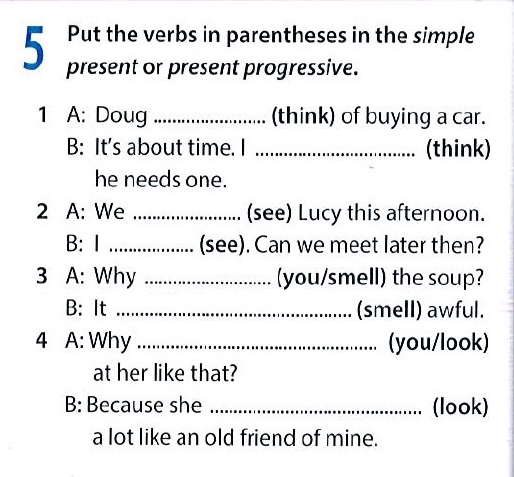 5 Put the verbs in parentheses in the simple
present or present progressive.
1 A: Doug ........................ (think) of buying a car.
B: It's about time. I .................................. (think)
he needs one.
2 A: We ....................... (see) Lucy this afternoon.
B: I .................. (see). Can we meet later then?
3 A: Why ........................... (you/smell) the soup?
B: It .................................................. (smell) awful.
4 A: Why .................................................. (you/look)
at her like that?
B: Because she ............................................. (look)
a lot like an old friend of mine.